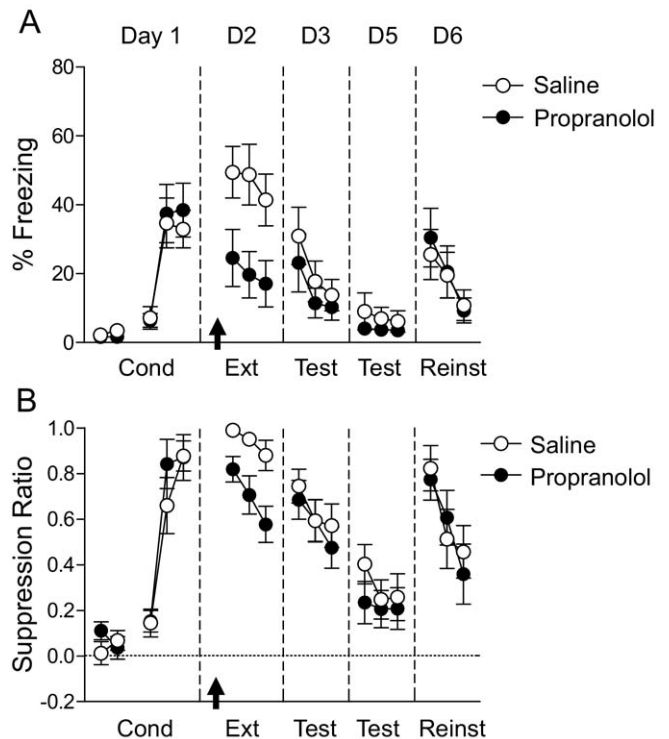 A
Day 1 D2 D3 D5 D6
80
60
40
20
0
% Freezing
Saline
Propranolol
Cond Ext Test Test Reinst
B
1.0
0.8
0.6
0.4
0.2
0.0
-0.2
Suppression Ratio
Saline
Propranolol
Cond Ext Test Test Reinst